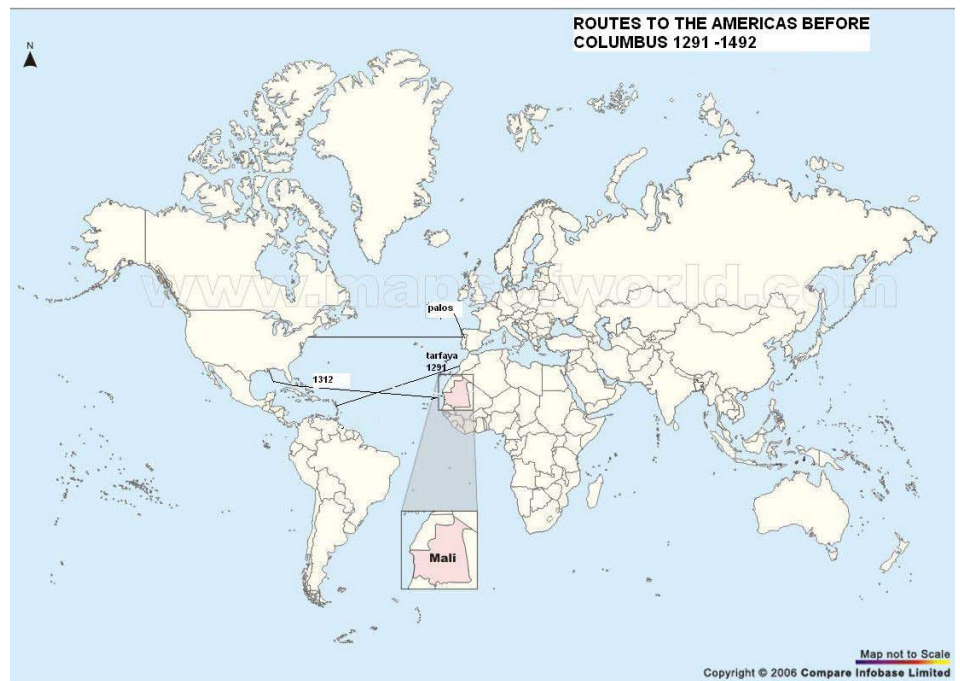 ROUTES TO THE AMERICAS BEFORE
COLUMBUS 1291 -1492
N
www.mapsofworld.com
palos
tarfaya
1291
1312
Mali
Map not to Scale
Copyright © 2006 Compare Infobase Limited